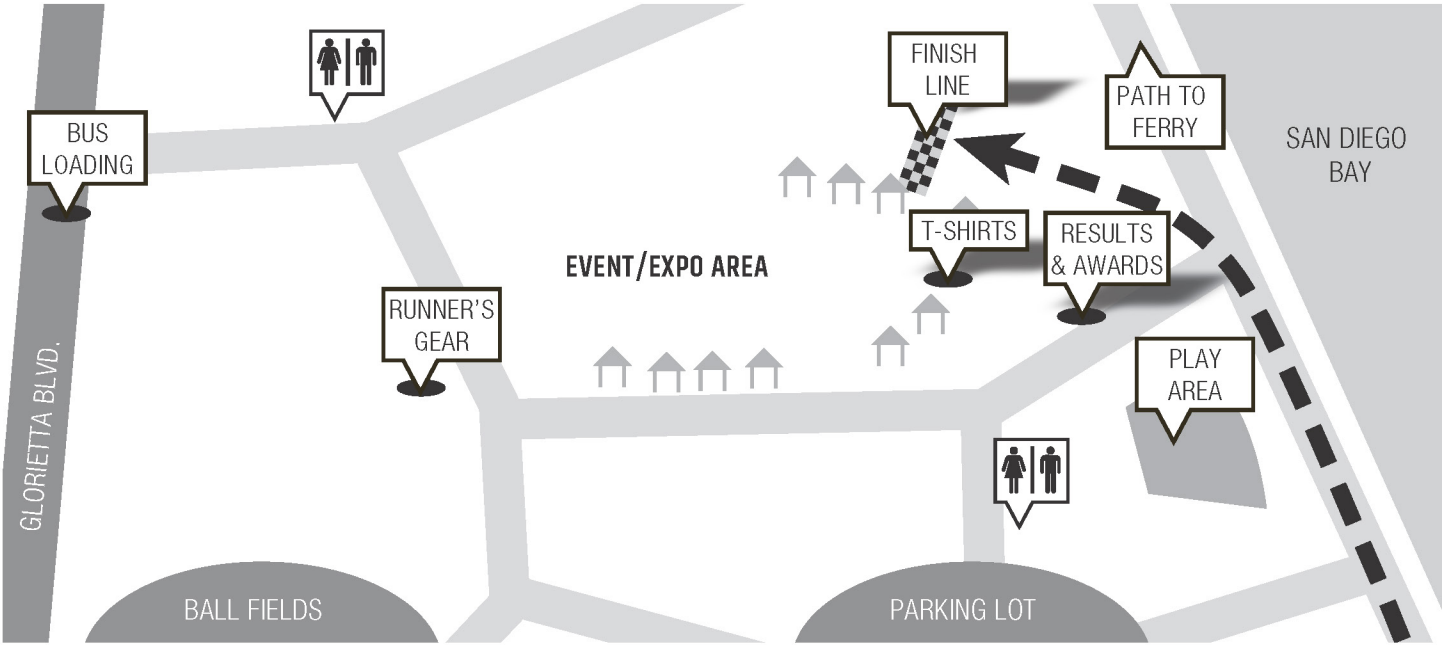 FINISH
LINE
PATH TO
FERRY
BUS
LOADING
SAN DIEGO
BAY
T-SHIRTS
RESULTS
& AWARDS
EVENT/EXPO AREA
RUNNER'S
GEAR
PLAY
AREA
GLORIETTA BLVD.
BALL FIELDS
PARKING LOT